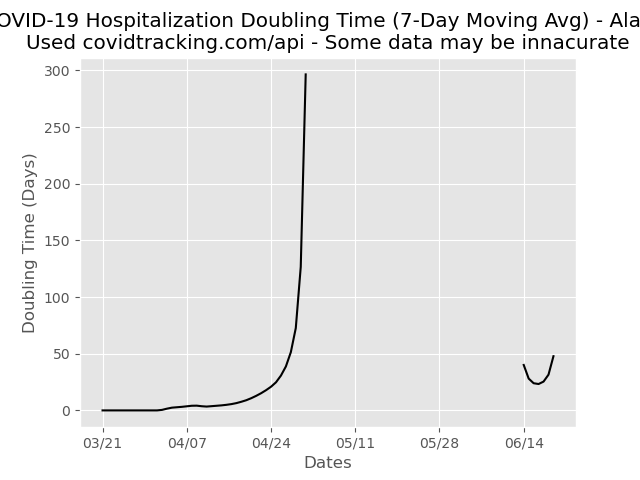 OVID-19 Hospitalization Doubling Time (7-Day Moving Avg) - Ala
Used covidtracking.com/api - Some data may be innacurate
300
250
200
150
100
50
0
Doubling Time (Days)
03/21 04/07 04/24 05/11 05/28 06/14
Dates